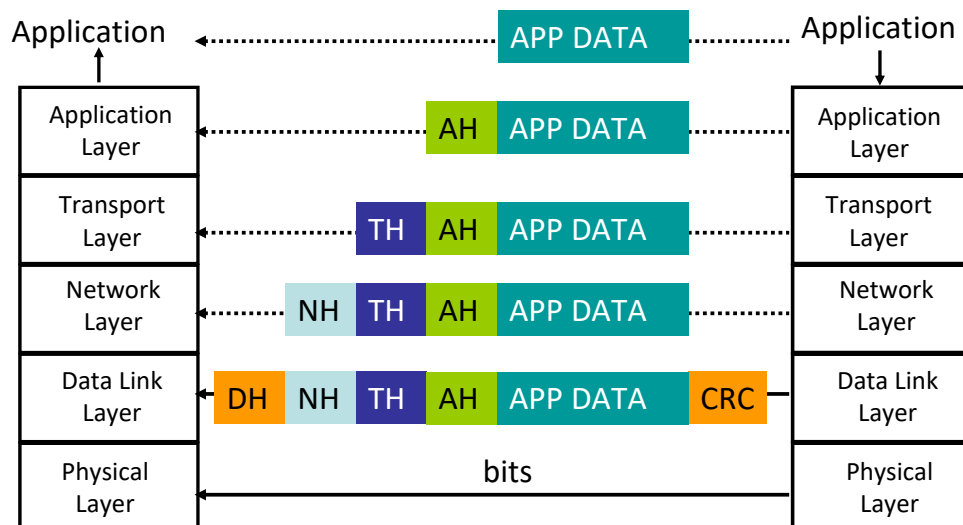 Application APP DATA Application
Application
Layer
AH APP DATA
Application
Layer
Transport
Layer
TH AH APP DATA
Transport
Layer
Network
Layer
NH TH AH APP DATA
Network
Layer
Data Link
Layer
DH NH TH AH APP DATA CRC
Data Link
Layer
Physical
Layer
bits
Physical
Layer